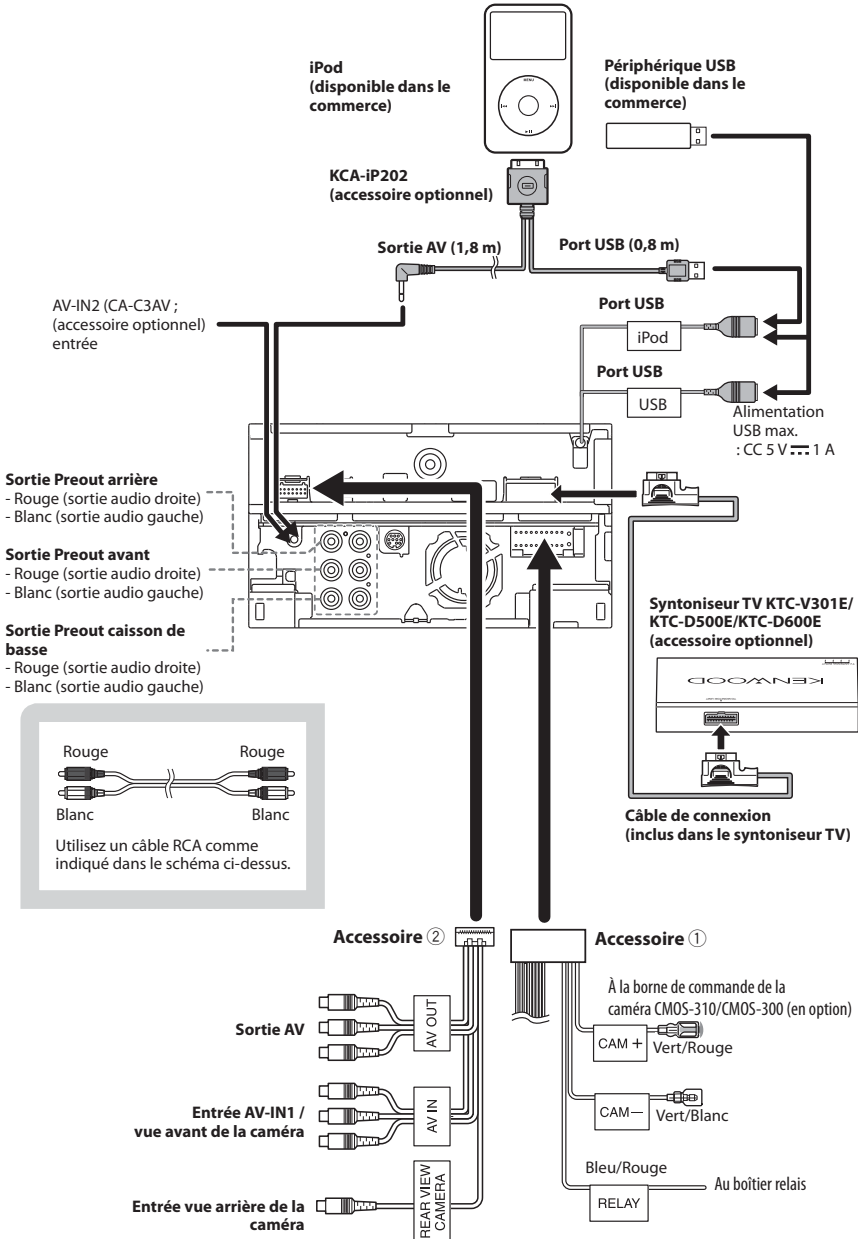 iPod
(disponible dans le
commerce)
Périphérique USB
(disponible dans le
commerce)
MENU
KCA-iP202
(accessoire optionnel)
Sortie AV (1,8 m)
Port USB (0,8 m)
AV-IN2 (CA-C3AV ;
(accessoire optionnel)
entrée
Port USB
iPod
Port USB
USB
Alimentation
USB max.
: CC 5 V ⎓ 1 A
Sortie Preout arrière
- Rouge (sortie audio droite)
- Blanc (sortie audio gauche)
Sortie Preout avant
- Rouge (sortie audio droite)
- Blanc (sortie audio gauche)
Sortie Preout caisson de
basse
- Rouge (sortie audio droite)
- Blanc (sortie audio gauche)
Syntoniseur TV KTC-V301E/
KTC-D500E/KTC-D600E
(accessoire optionnel)
KENWOOD
Câble de connexion
(inclus dans le syntoniseur TV)
Rouge
Rouge
Blanc
Blanc
Utilisez un câble RCA comme
indiqué dans le schéma ci-dessus.
Accessoire ②
Accessoire ①
À la borne de commande de la
caméra CMOS-310/CMOS-300 (en option)
Sortie AV
AV OUT
CAM +
Vert/Rouge
Entrée AV-IN1 /
vue avant de la caméra
AV IN
CAM−
Vert/Blanc
Entrée vue arrière de la
caméra
REAR VIEW
CAMERA
Bleu/Rouge
RELAY
Au boîtier relais